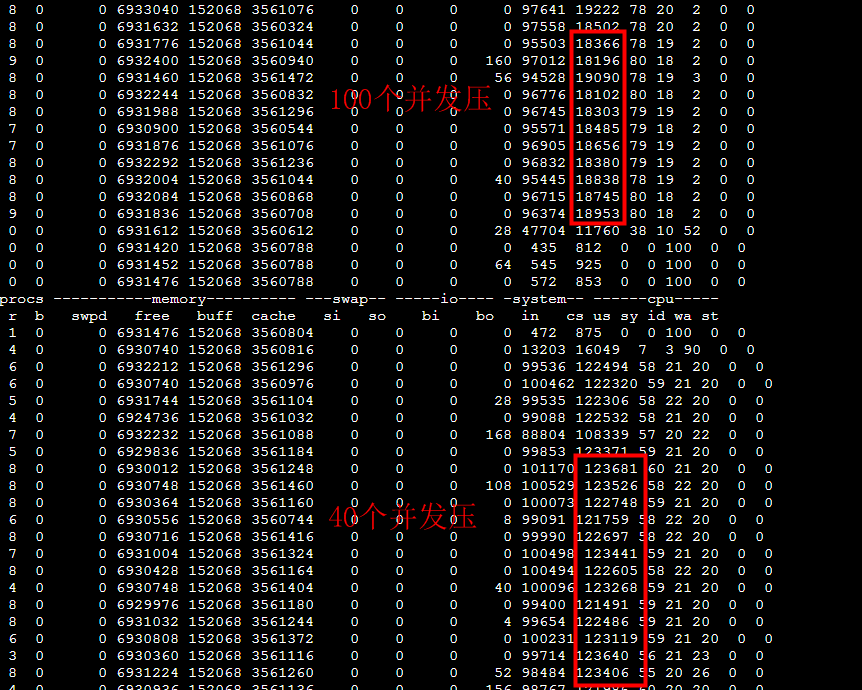 8 0 0 6933040 152068 3561076 0 0 0 0 97641 19222 78 20 2 0 0
8 0 0 6931632 152068 3560324 0 0 0 0 97558 18502 78 20 2 0 0
8 0 0 6931776 152068 3561044 0 0 0 0 95503 18366 78 19 2 0 0
9 0 0 6932400 152068 3560940 0 0 0 160 97012 18196 80 18 2 0 0
8 0 0 6931460 152068 3561472 0 0 0 56 94528 19090 78 19 3 0 0
8 0 0 6932244 152068 3560832 0 0 0 0 96776 18102 80 18 2 0 0
100个并发压
8 0 0 6931988 152068 3561296 0 0 0 0 96745 18303 79 19 2 0 0
7 0 0 6930900 152068 3560544 0 0 0 0 95571 18485 79 18 2 0 0
7 0 0 6931876 152068 3561076 0 0 0 0 96905 18656 79 19 2 0 0
8 0 0 6932292 152068 3561236 0 0 0 0 96832 18380 79 19 2 0 0
8 0 0 6932004 152068 3561044 0 0 0 40 95445 18838 78 19 2 0 0
8 0 0 6932084 152068 3560868 0 0 0 0 96715 18745 80 18 2 0 0
9 0 0 6931836 152068 3560708 0 0 0 0 96374 18953 80 18 2 0 0
0 0 0 6931612 152068 3560612 0 0 0 28 47704 11760 38 10 52 0 0
0 0 0 6931420 152068 3560788 0 0 0 0 435 812 0 0 100 0 0
0 0 0 6931452 152068 3560788 0 0 0 64 545 925 0 0 100 0 0
0 0 0 6931476 152068 3560788 0 0 0 0 572 853 0 0 100 0 0
procs -----------memory---------- ---swap-- -----io---- -system-- ------cpu-----
r b swpd free buff cache si so bi bo in cs us sy id wa st
1 0 0 6931476 152068 3560804 0 0 0 0 472 875 0 0 100 0 0
4 0 0 6930740 152068 3560816 0 0 0 0 13203 16049 7 3 90 0 0
6 0 0 6932212 152068 3561296 0 0 0 0 99536 122494 58 21 20 0 0
6 0 0 6930740 152068 3560976 0 0 0 0 100462 122320 59 21 20 0 0
5 0 0 6931744 152068 3561104 0 0 0 28 99535 122306 58 22 20 0 0
4 0 0 6924736 152068 3561032 0 0 0 0 99088 122532 58 21 20 0 0
7 0 0 6932232 152068 3561088 0 0 0 168 88804 108339 57 20 22 0 0
5 0 0 6929836 152068 3561184 0 0 0 0 99853 123371 59 21 20 0 0
8 0 0 6930012 152068 3561248 0 0 0 0 101170 123681 60 21 20 0 0
8 0 0 6930748 152068 3561460 0 0 0 108 100529 123526 58 22 20 0 0
8 0 0 6930364 152068 3561160 0 0 0 0 100073 122748 59 21 20 0 0
40个并发压
6 0 0 6930556 152068 3560744 0 0 0 8 99091 121759 58 22 20 0 0
8 0 0 6930716 152068 3561416 0 0 0 0 99990 122697 58 22 20 0 0
7 0 0 6931004 152068 3561324 0 0 0 0 100498 123441 59 21 20 0 0
8 0 0 6930428 152068 3561164 0 0 0 0 100494 122605 58 22 20 0 0
4 0 0 6930748 152068 3561404 0 0 0 40 100096 123268 59 21 20 0 0
8 0 0 6929976 152068 3561180 0 0 0 0 99400 121491 59 21 20 0 0
8 0 0 6931032 152068 3561244 0 0 0 4 99654 122486 59 21 20 0 0
6 0 0 6930808 152068 3561372 0 0 0 0 100231 123119 59 21 20 0 0
3 0 0 6930360 152068 3561116 0 0 0 0 99714 123640 56 21 23 0 0
8 0 0 6931224 152068 3561260 0 0 0 52 98484 123406 55 20 26 0 0